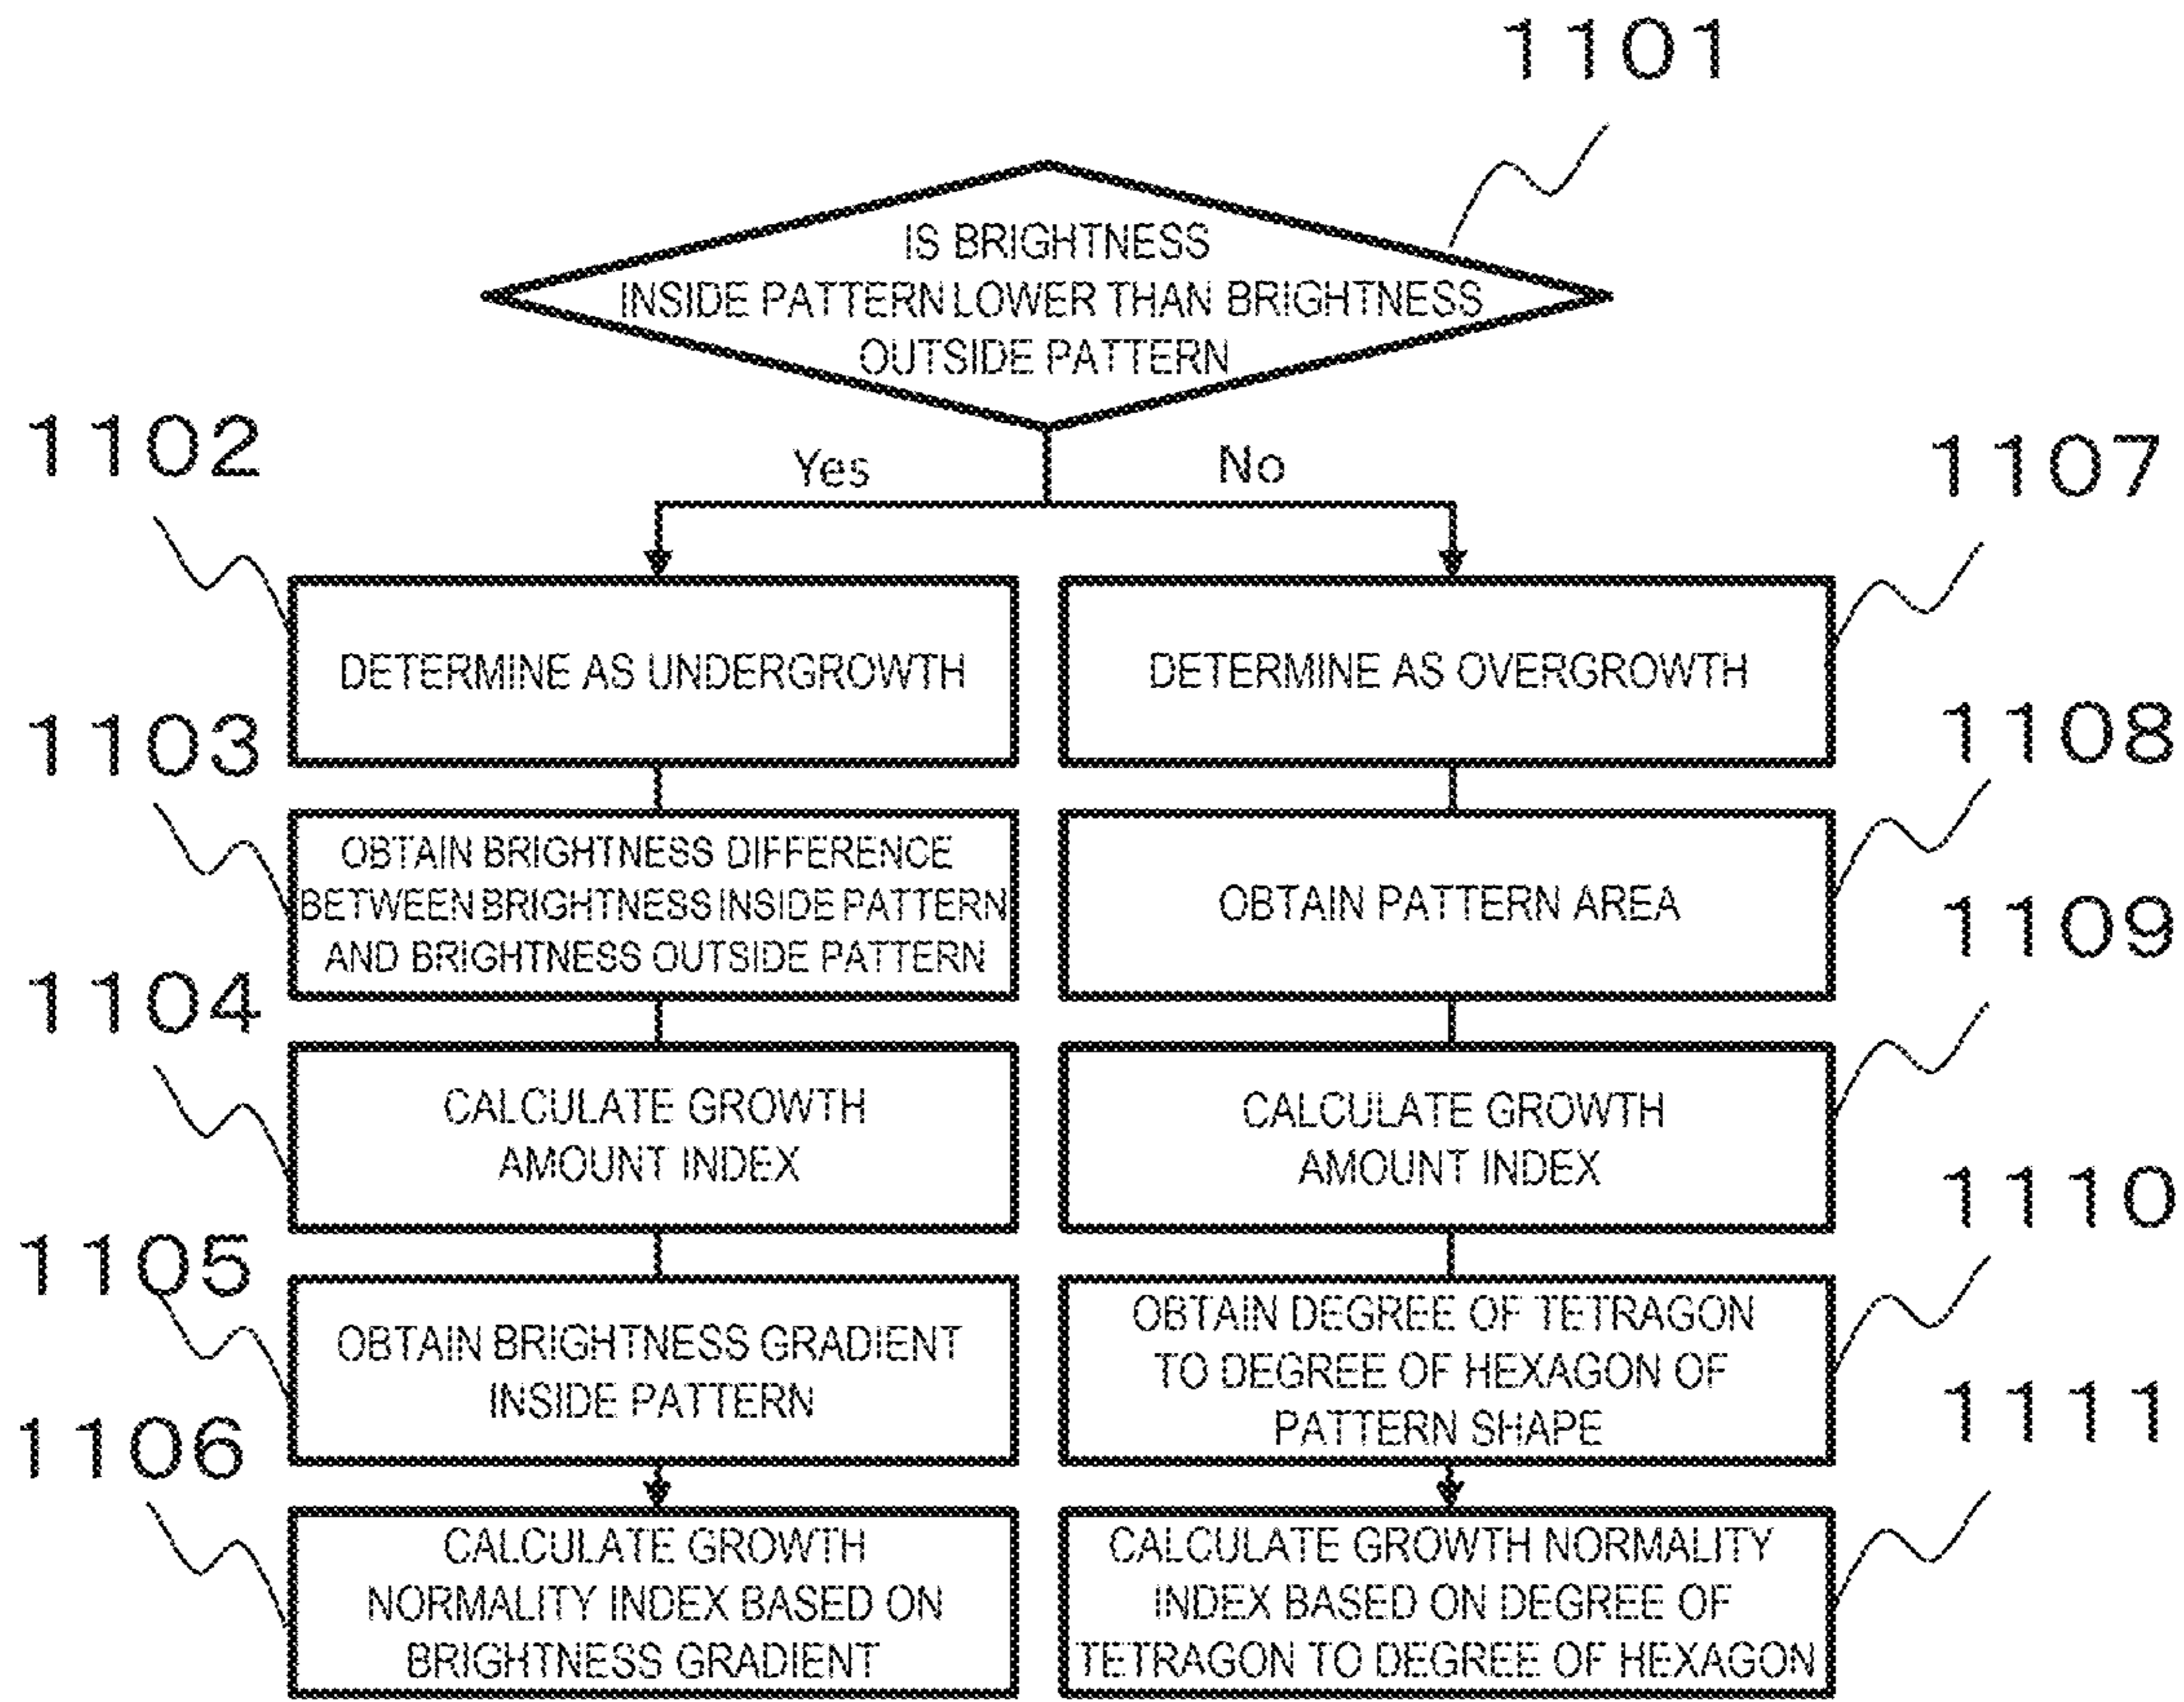 1101
IS BRIGHTNESS
INSIDE PATTERN LOWER THAN BRIGHTNESS
OUTSIDE PATTERN
Yes
No
1102
DETERMINE AS UNDERGROWTH
1103
OBTAIN BRIGHTNESS DIFFERENCE
BETWEEN BRIGHTNESS INSIDE PATTERN
AND BRIGHTNESS OUTSIDE PATTERN
1104
CALCULATE GROWTH
AMOUNT INDEX
1105
OBTAIN BRIGHTNESS GRADIENT
INSIDE PATTERN
1106
CALCULATE GROWTH
NORMALITY INDEX BASED ON
BRIGHTNESS GRADIENT
1107
DETERMINE AS OVERGROWTH
1108
OBTAIN PATTERN AREA
1109
CALCULATE GROWTH
AMOUNT INDEX
1110
OBTAIN DEGREE OF TETRAGON
TO DEGREE OF HEXAGON OF
PATTERN SHAPE
1111
CALCULATE GROWTH NORMALITY
INDEX BASED ON DEGREE OF
TETRAGON TO DEGREE OF HEXAGON